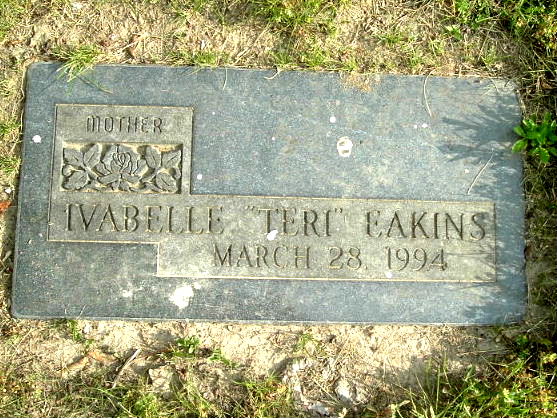 MOTHER
IVABELLE "TERI" EAKINS
MARCH 28, 1994